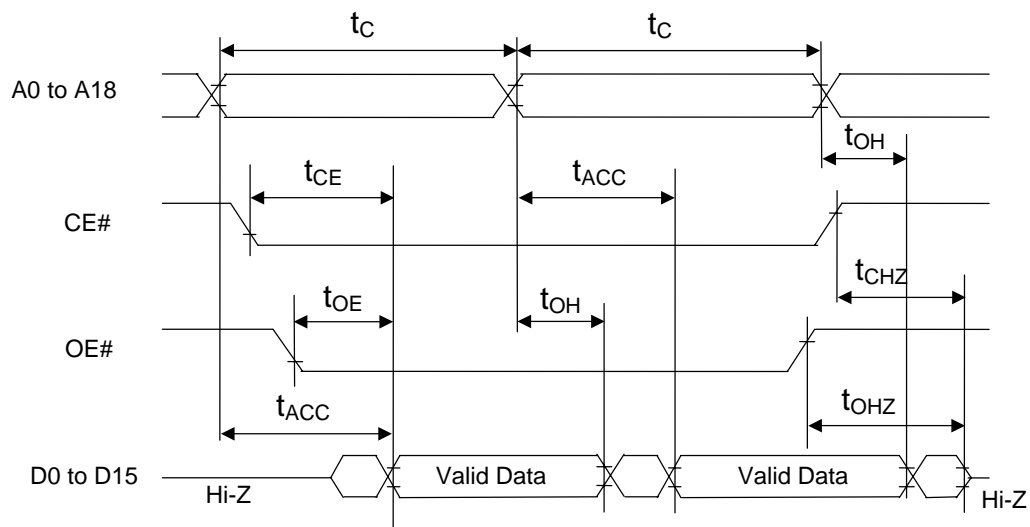 tC tC
A0 to A18
tOH
tCE tACC
CE#
tCHZ
tOE tOH
OE#
tACC tOHZ
D0 to D15 Valid Data Valid Data
Hi-Z Hi-Z